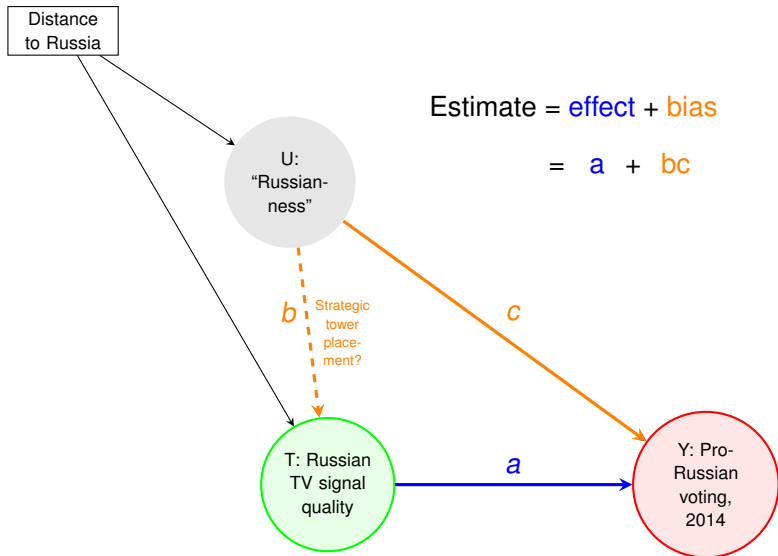 Distance
to Russia
Estimate = effect + bias
= a + bc
U:
“Russian-
ness”
b
Strategic
tower
place-
ment?
c
T: Russian
TV signal
quality
a
Y: Pro-
Russian
voting,
2014